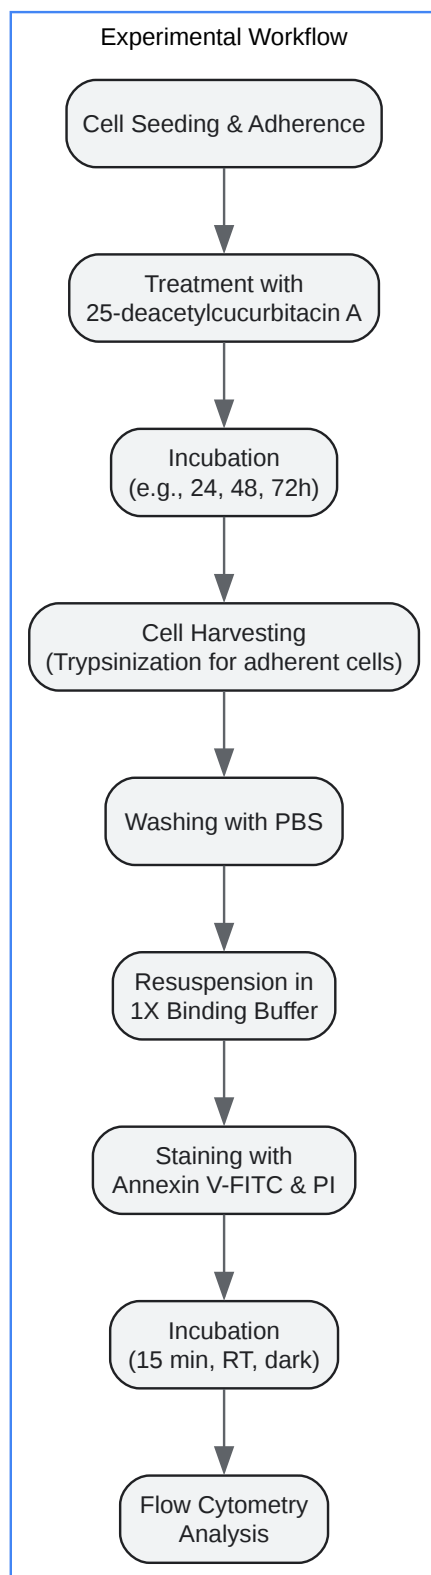 Experimental Workflow
Cell Seeding & Adherence
Treatment with
25-deacetylcucurbitacin A
Incubation
(e.g., 24, 48, 72h)
Cell Harvesting
(Trypsinization for adherent cells)
Washing with PBS
Resuspension in
1X Binding Buffer
Staining with
Annexin V-FITC & PI
Incubation
(15 min, RT, dark)
Flow Cytometry
Analysis